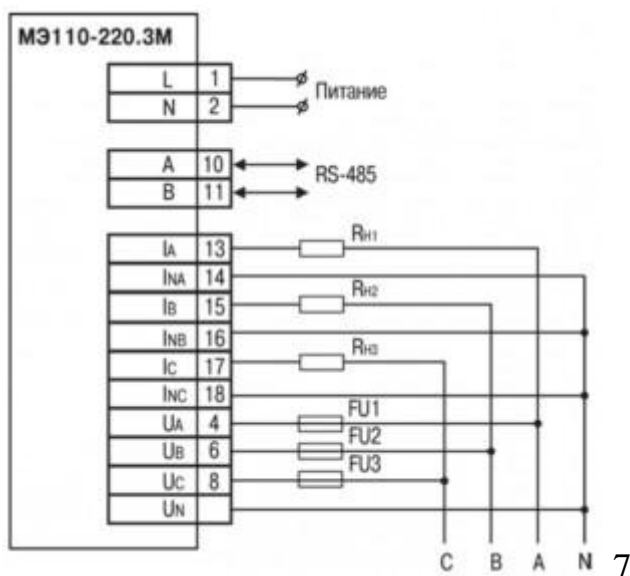 МЭ110-220.3М
L 1
Питание
N 2
A 10
RS-485
B 11
IA 13 RН1
INA 14
IB 15 RН2
INB 16
IC 17 RН3
INC 18
UA 4 FU1
UB 6 FU2
UC 8 FU3
UN
C B A N 7